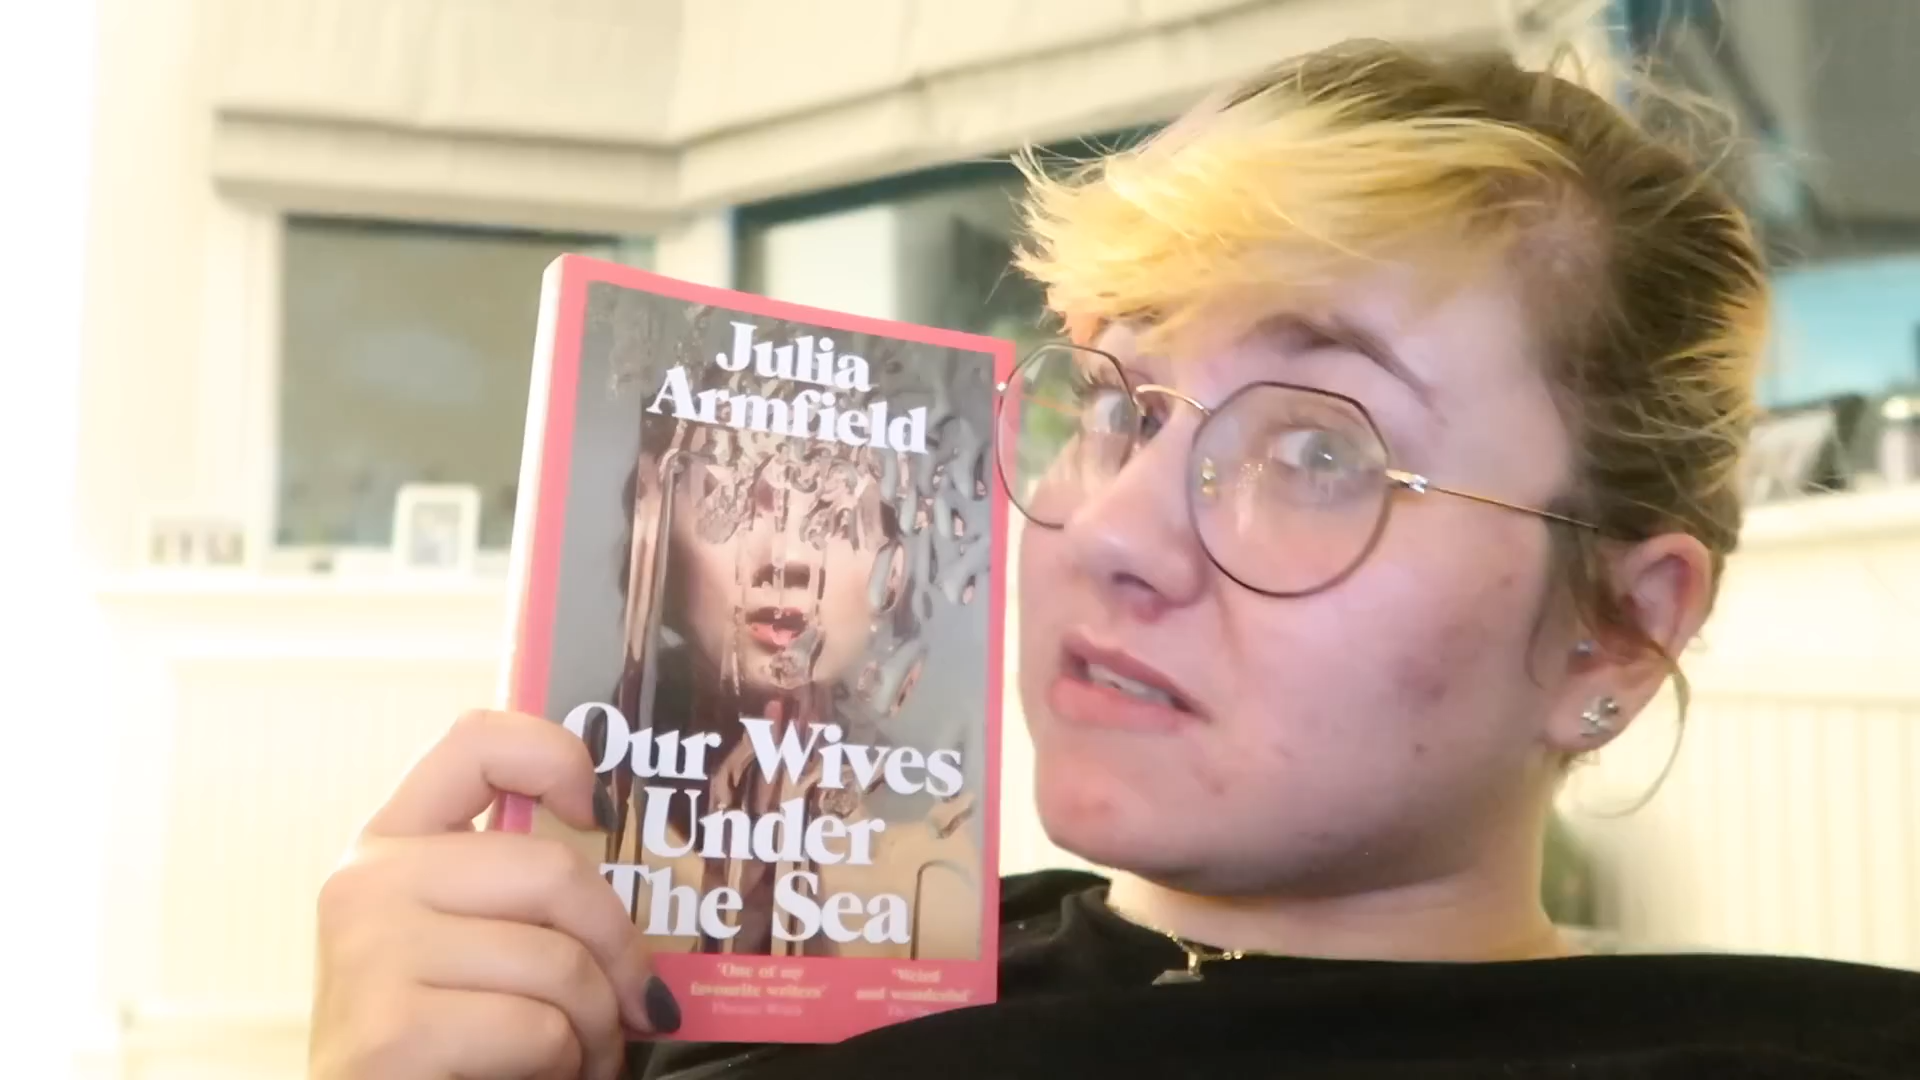 Julia
Armfield
Our Wives
Under
The Sea
'One of my
favourite writers'
'Weird
and wonderful'